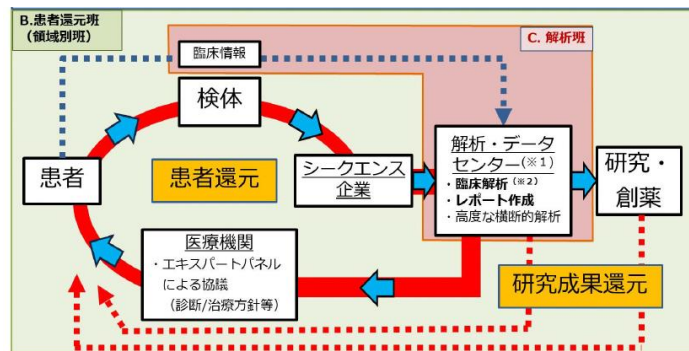 B.患者還元班
(領域別班)
臨床情報
C. 解析班
検体
患者
患者還元
シークエンス
企業
解析・データ
センター(※1)
・臨床解析(※2)
・レポート作成
・高度な横断的解析
研究・
創薬
医療機関
・エキスパートパネル
による協議
(診断/治療方針等)
研究成果還元